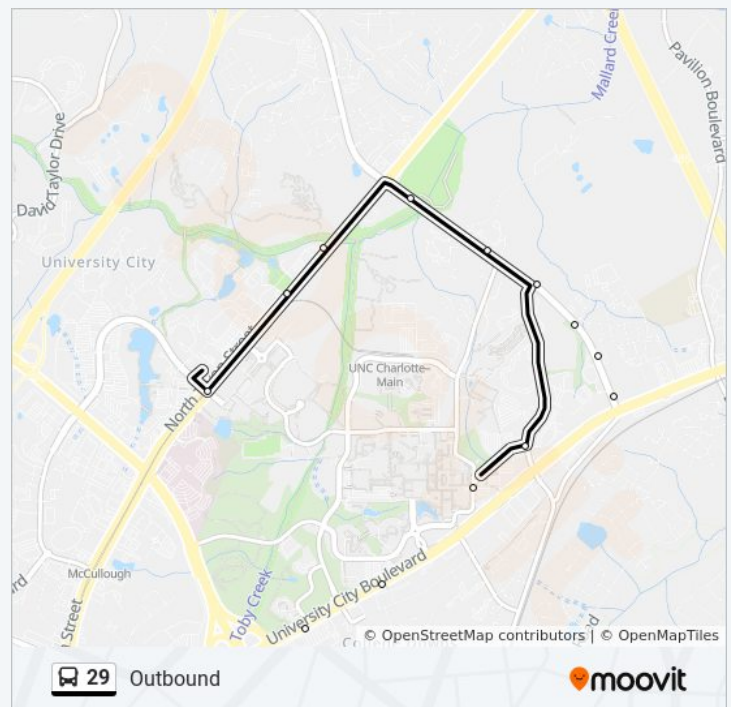 Mallard Creek
Pavilion Boulevard
David Taylor Drive
University City
North Tryon Street
UNC Charlotte-
Main
McCullough
Street
Toby Creek
University City Boulevard
© OpenStreetMap contributors | © OpenMapTiles
29 Outbound
moovit